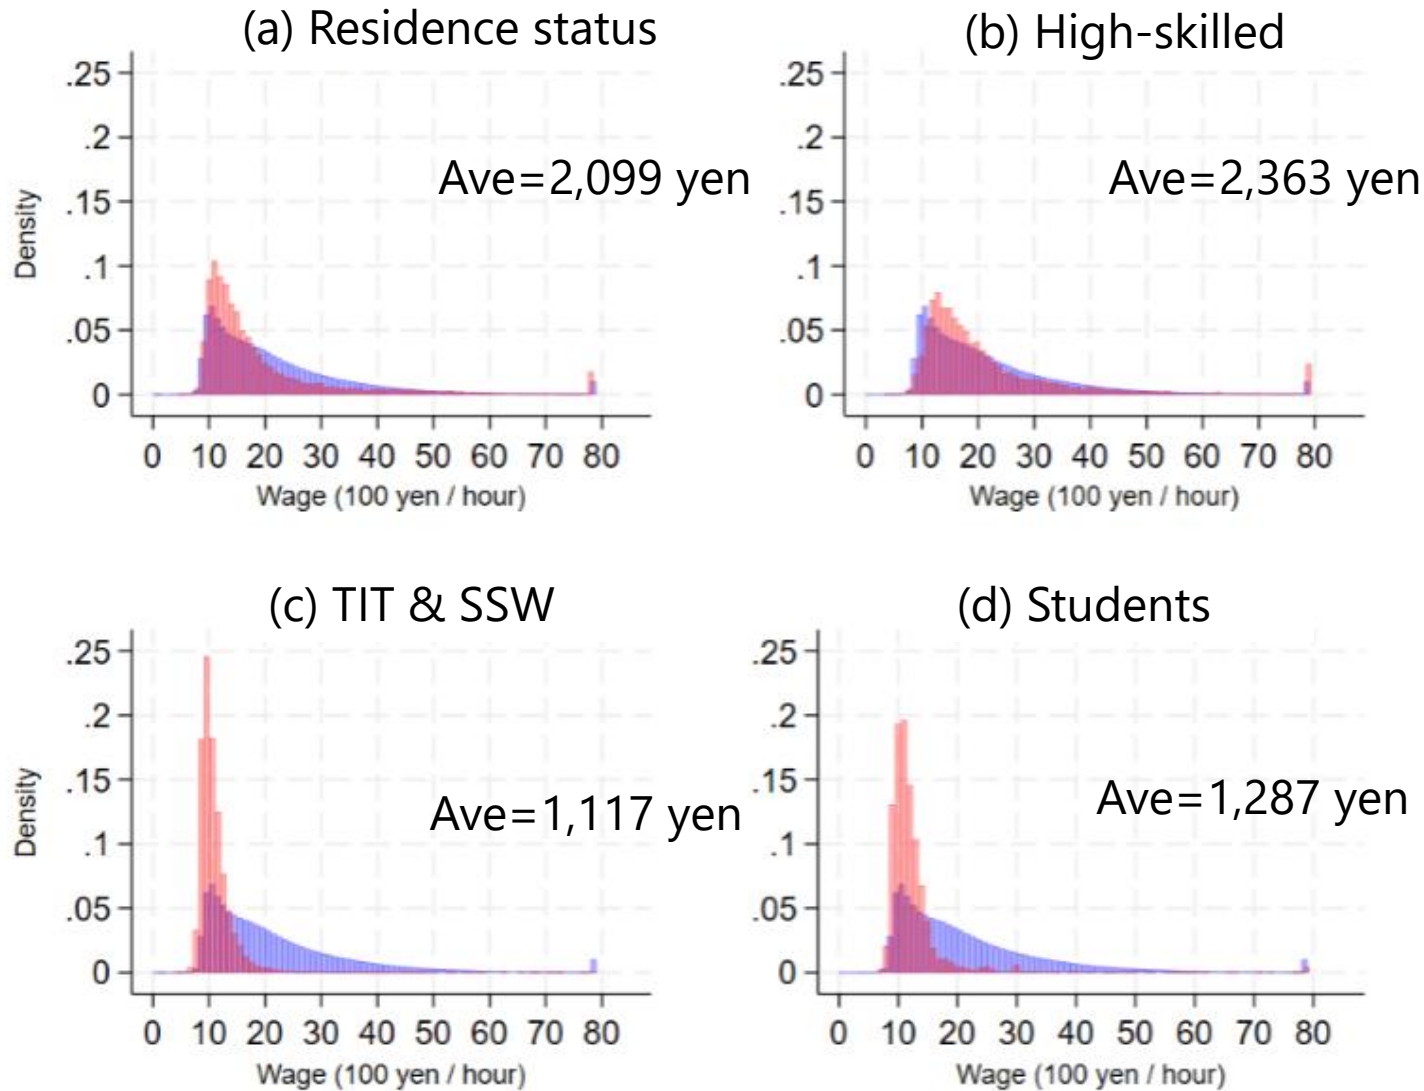 (a) Residence status
.25
.2
.15
.1
.05
0
Density
Ave=2,099 yen
0 10 20 30 40 50 60 70 80
Wage (100 yen / hour)
(b) High-skilled
.25
.2
.15
.1
.05
0
Ave=2,363 yen
0 10 20 30 40 50 60 70 80
Wage (100 yen / hour)
(c) TIT & SSW
.25
.2
.15
.1
.05
0
Density
Ave=1,117 yen
0 10 20 30 40 50 60 70 80
Wage (100 yen / hour)
(d) Students
.25
.2
.15
.1
.05
0
Ave=1,287 yen
0 10 20 30 40 50 60 70 80
Wage (100 yen / hour)